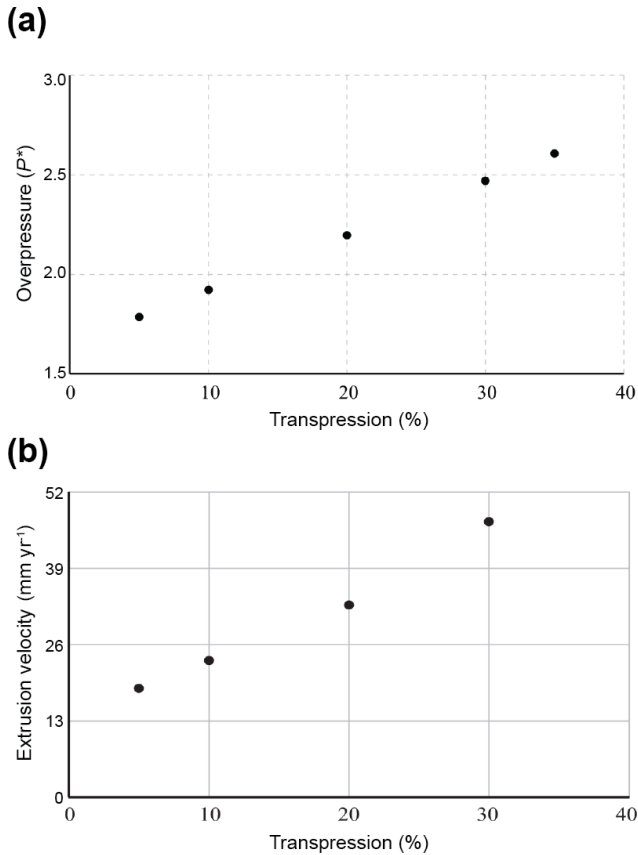 (a)
3.0
2.5
2.0
1.5
Overpressure (P*)
0 10 20 30 40
Transpression (%)
(b)
52
39
26
13
0
Extrusion velocity (mm yr⁻¹)
0 10 20 30 40
Transpression (%)